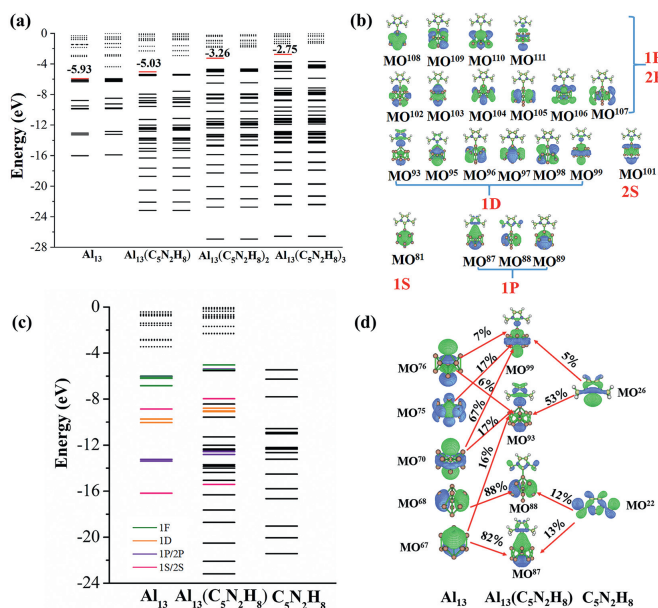 (a)
0
-4
-8
-12
-16
-20
-24
-28
Energy (eV)
-5.93
-5.03
-3.26
-2.75
Al₁₃
Al₁₃(C₅N₂H₈)
Al₁₃(C₅N₂H₈)₂
Al₁₃(C₅N₂H₈)₃
(b)
MO¹⁰⁸ MO¹⁰⁹ MO¹¹⁰ MO¹¹¹
MO¹⁰² MO¹⁰³ MO¹⁰⁴ MO¹⁰⁵ MO¹⁰⁶ MO¹⁰⁷
MO⁹³ MO⁹⁵ MO⁹⁶ MO⁹⁷ MO⁹⁸ MO⁹⁹ MO¹⁰¹
1D
2S
MO⁸¹ MO⁸⁷ MO⁸⁸ MO⁸⁹
1S
1P
(c)
0
-4
-8
-12
-16
-20
-24
Energy (eV)
1F
1D
1P/2P
1S/2S
Al₁₃ Al₁₃(C₅N₂H₈) C₅N₂H₈
(d)
MO⁷⁶
MO⁷⁵
MO⁷⁰
MO⁶⁸
MO⁶⁷
7%
17%
6%
67%
17%
16%
88%
82%
MO⁹⁹
MO⁹³
MO⁸⁸
MO⁸⁷
5%
53%
12%
13%
MO²⁶
MO²²
Al₁₃ Al₁₃(C₅N₂H₈) C₅N₂H₈